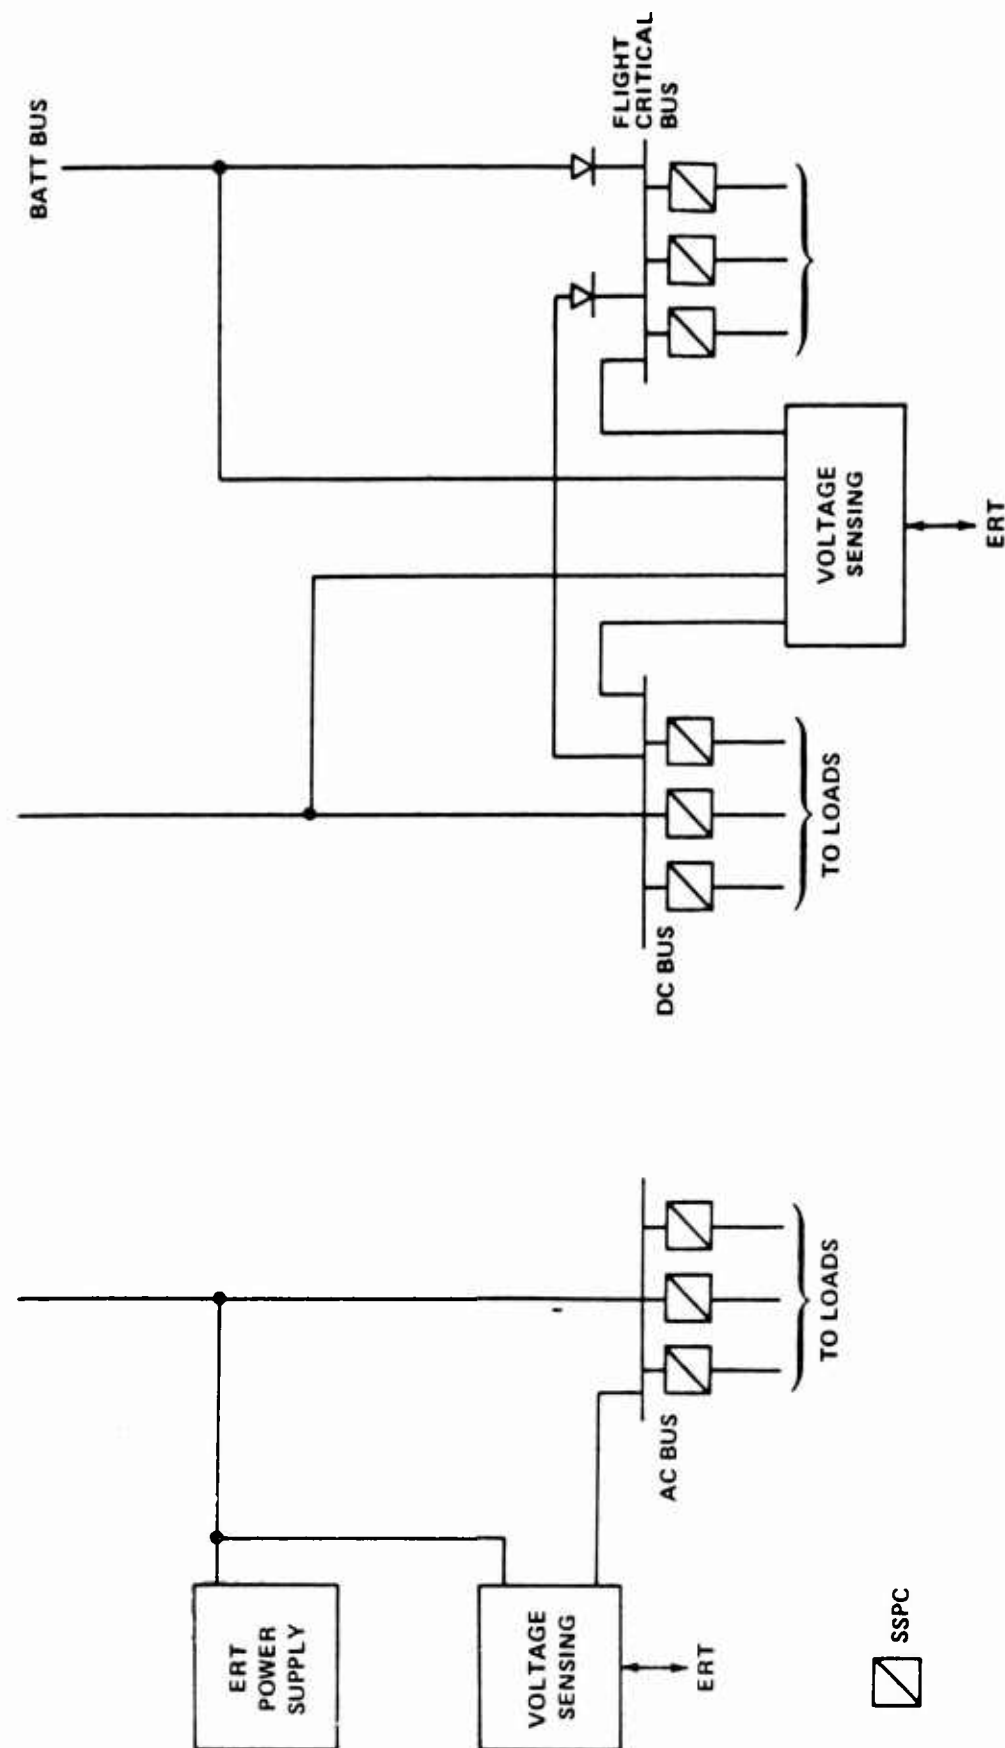 BATT BUS
FLIGHT
CRITICAL
BUS
VOLTAGE
SENSING
ERT
DC BUS
TO LOADS
AC BUS
TO LOADS
ERT
POWER
SUPPLY
VOLTAGE
SENSING
ERT
SSPC